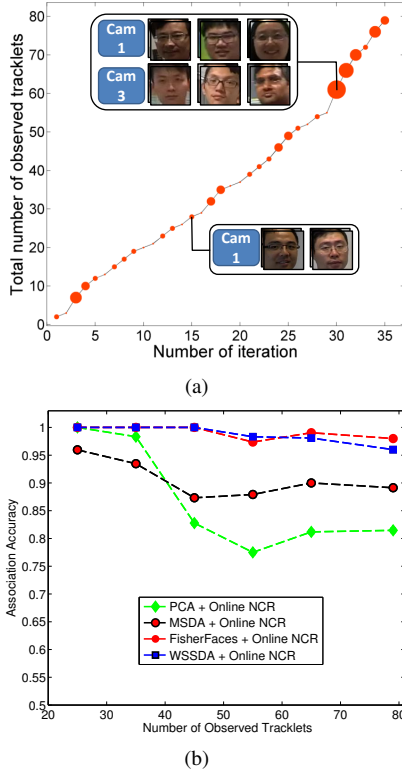 Total number of observed tracklets
80
70
60
50
40
30
20
10
0
Cam 1
Cam 3
Cam 1
0 5 10 15 20 25 30 35
Number of iteration
(a)
Association Accuracy
1
0.95
0.9
0.85
0.8
0.75
0.7
0.65
0.6
0.55
0.5
PCA + Online NCR
MSDA + Online NCR
FisherFaces + Online NCR
WSSDA + Online NCR
20 30 40 50 60 70 80
Number of Observed Tracklets
(b)